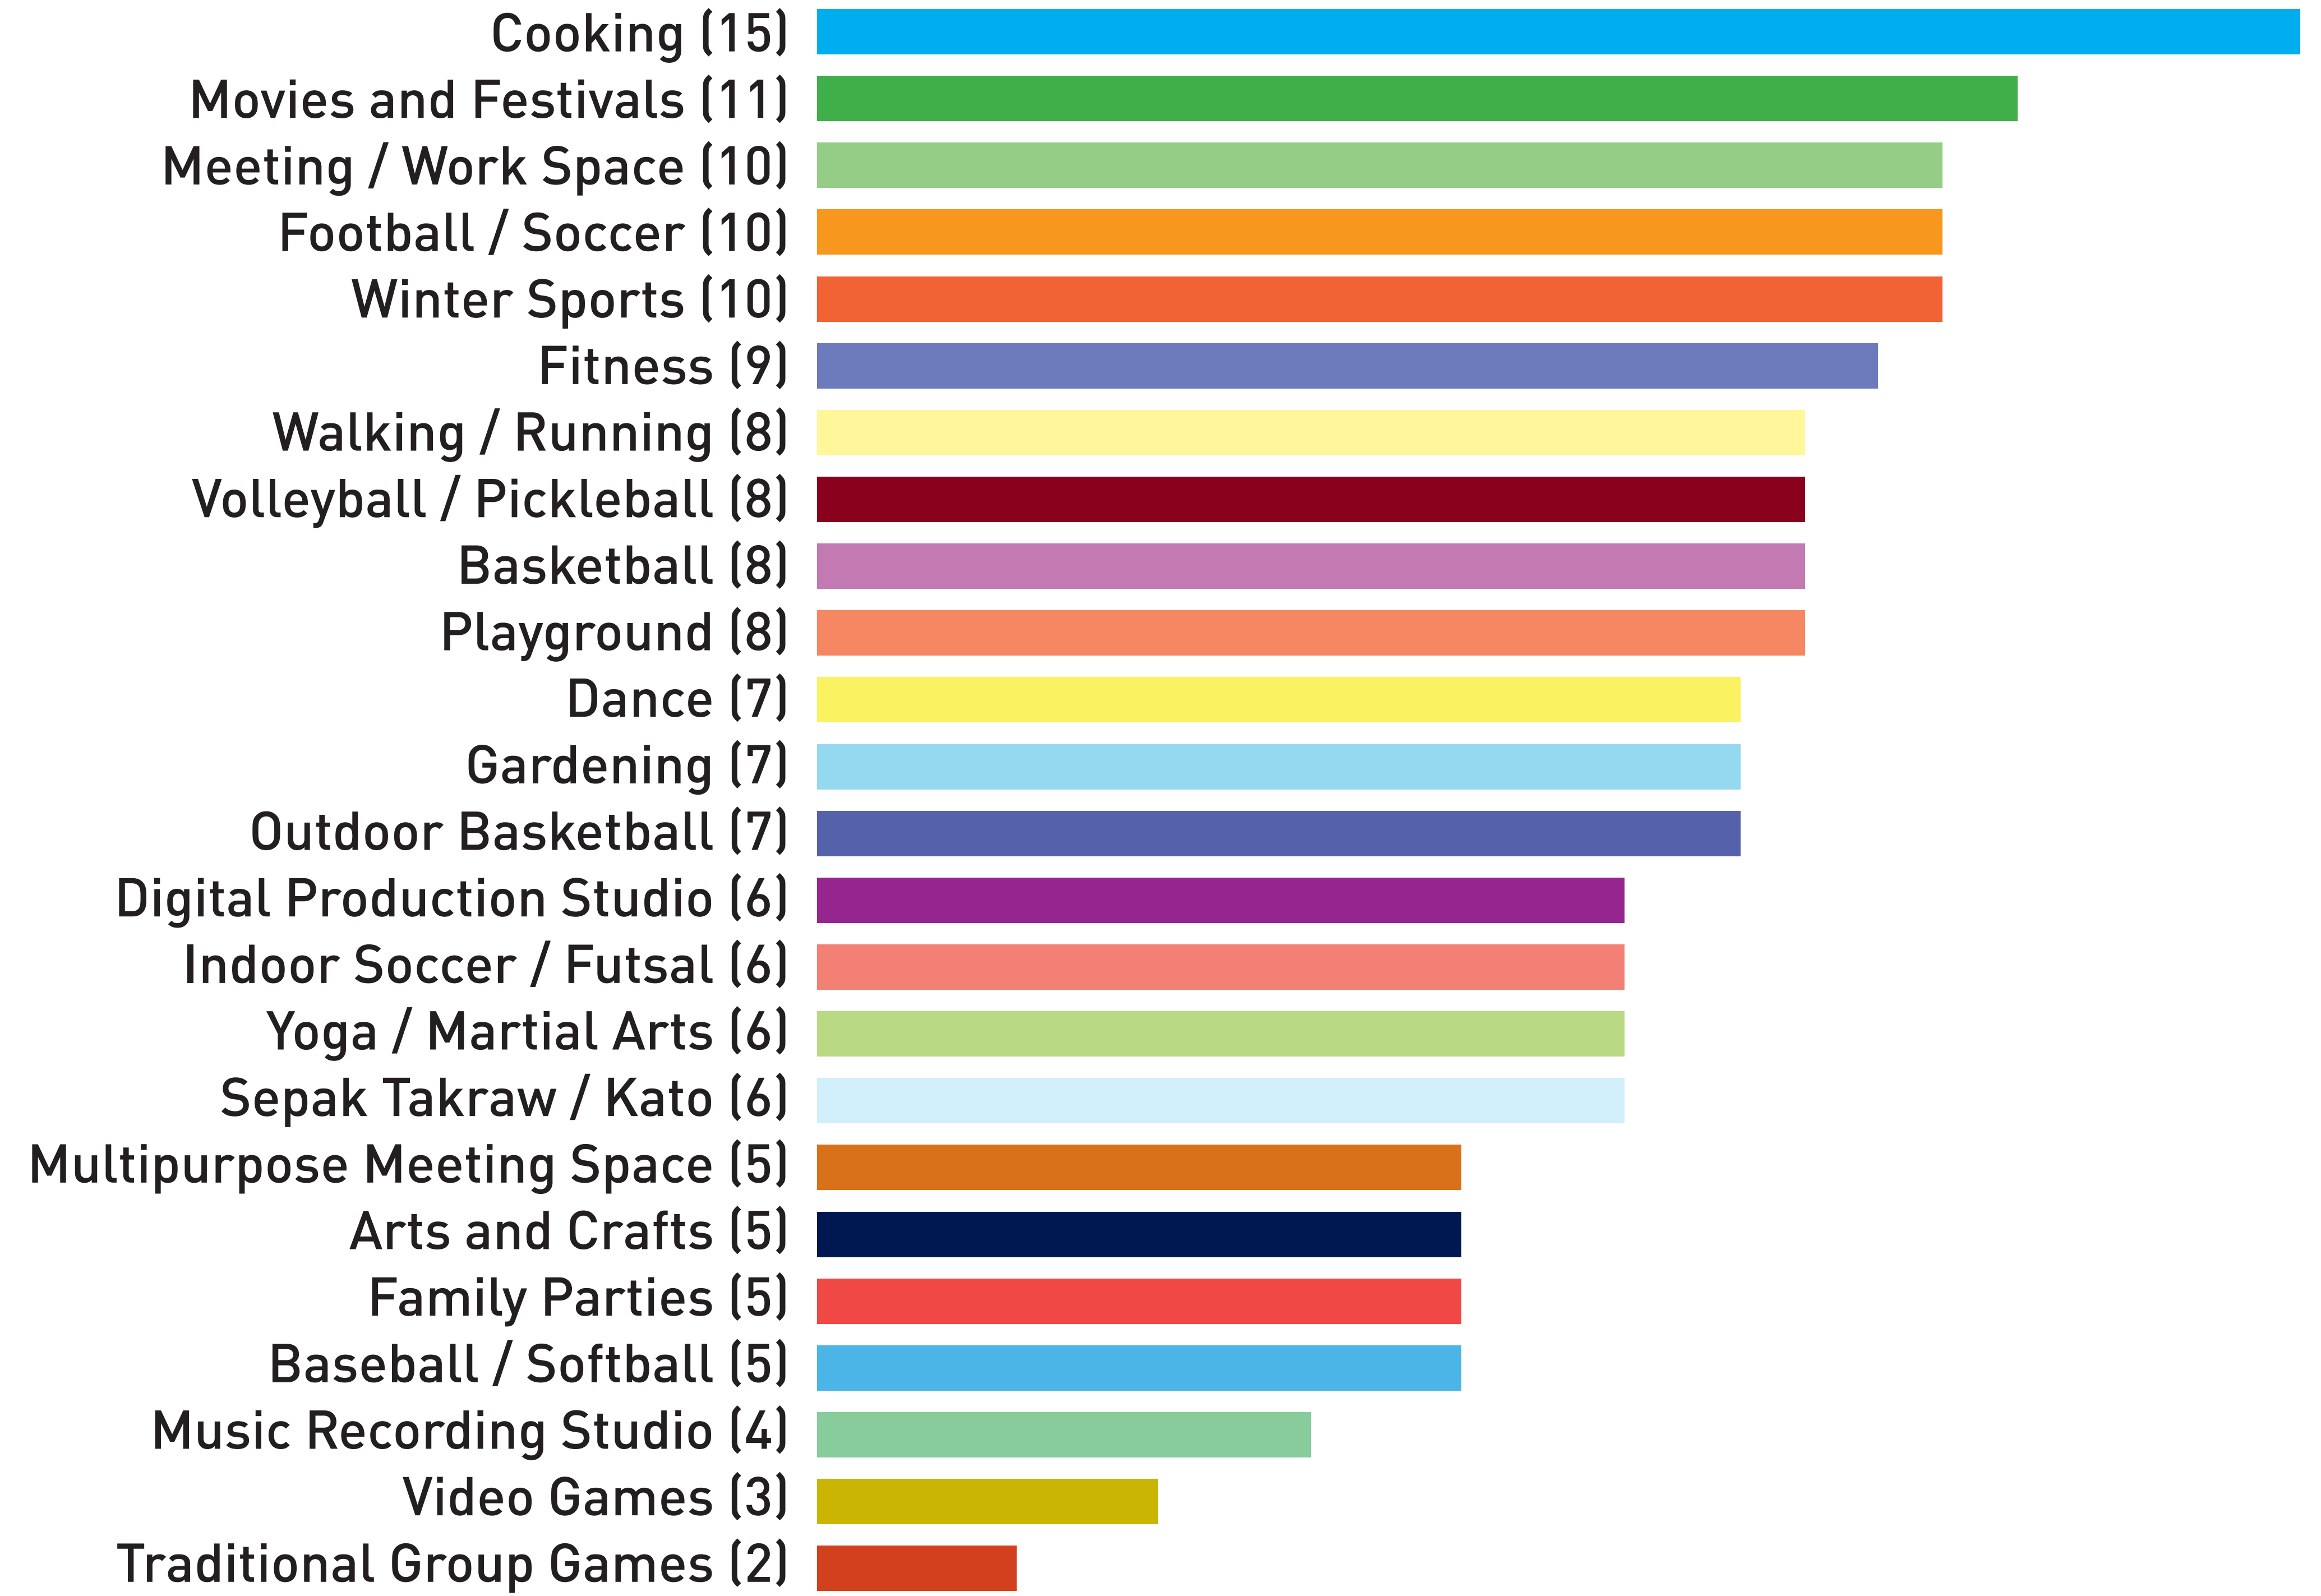 Cooking (15)
Movies and Festivals (11)
Meeting / Work Space (10)
Football / Soccer (10)
Winter Sports (10)
Fitness (9)
Walking / Running (8)
Volleyball / Pickleball (8)
Basketball (8)
Playground (8)
Dance (7)
Gardening (7)
Outdoor Basketball (7)
Digital Production Studio (6)
Indoor Soccer / Futsal (6)
Yoga / Martial Arts (6)
Sepak Takraw / Kato (6)
Multipurpose Meeting Space (5)
Arts and Crafts (5)
Family Parties (5)
Baseball / Softball (5)
Music Recording Studio (4)
Video Games (3)
Traditional Group Games (2)